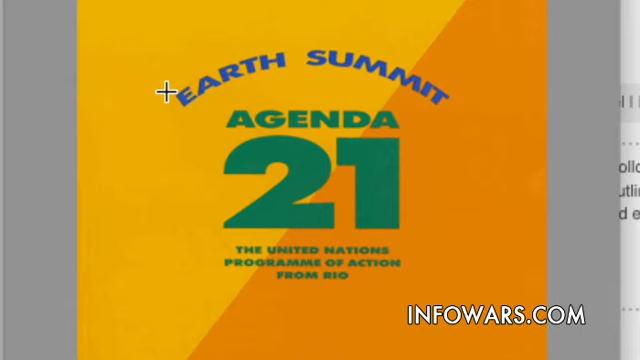 EARTH SUMMIT
AGENDA
21
THE UNITED NATIONS
PROGRAMME OF ACTION
FROM RIO
INFOWARS.COM